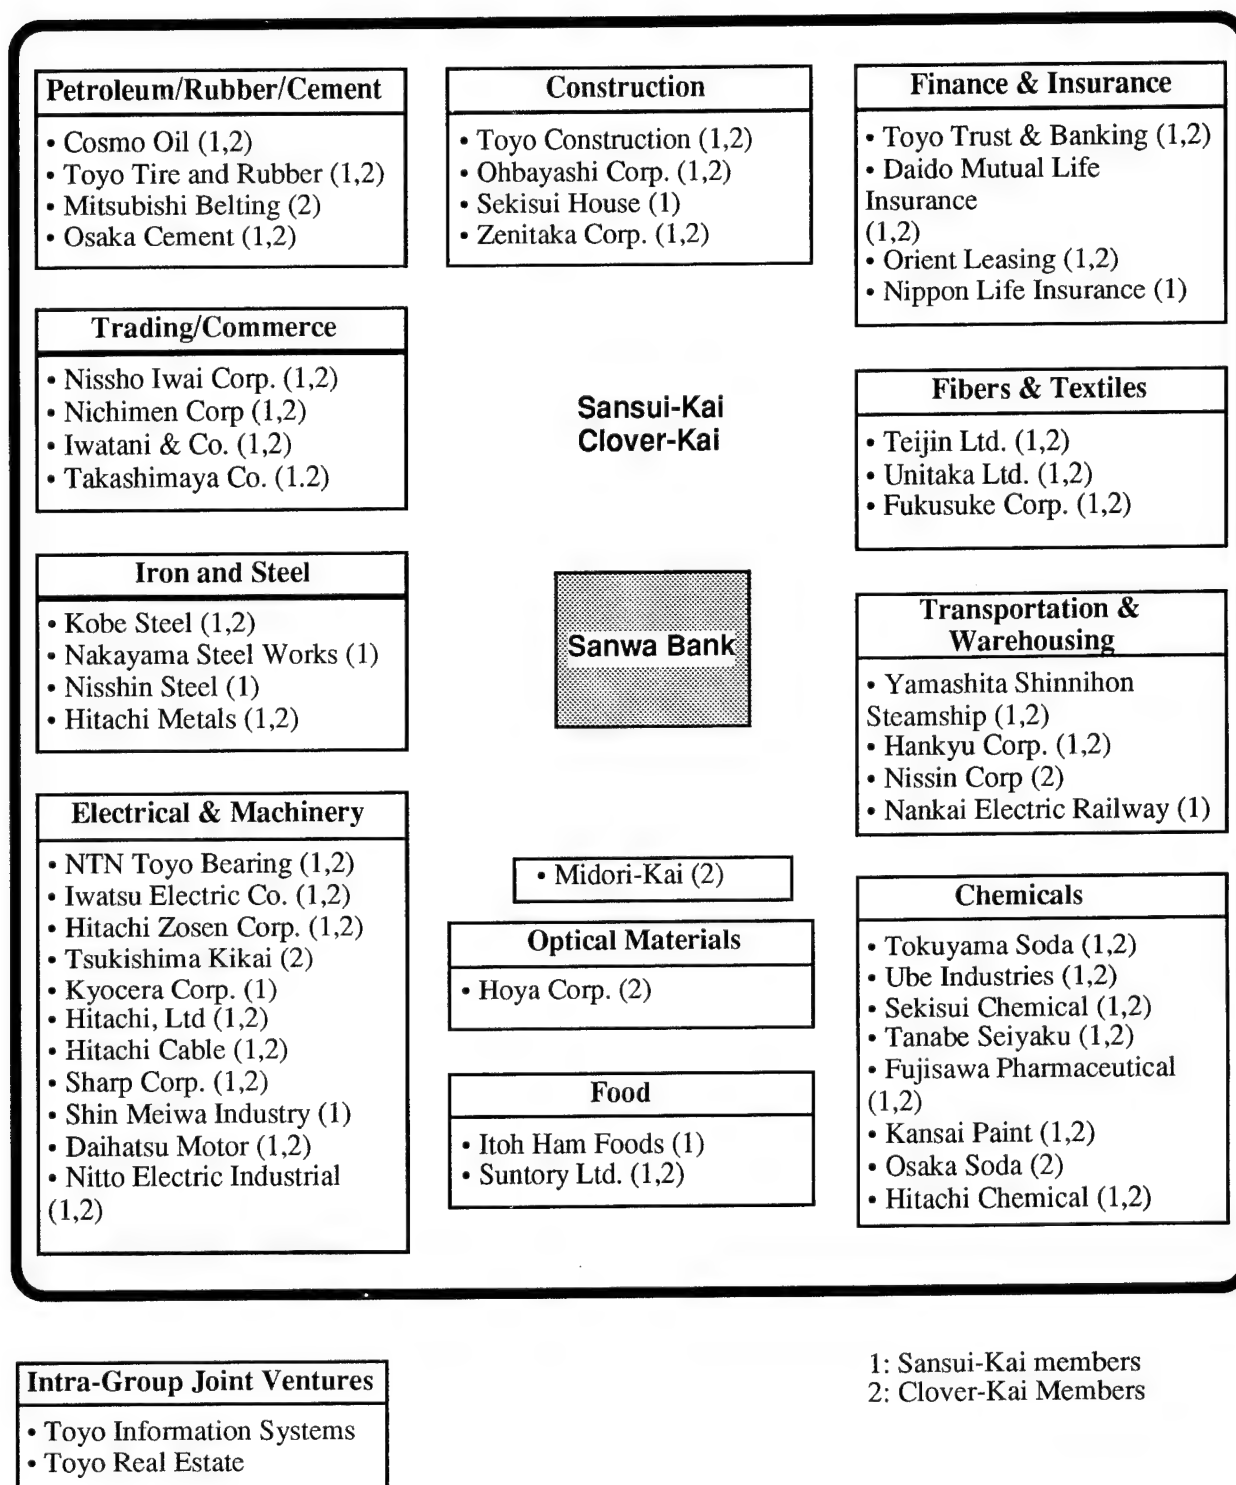 Petroleum/Rubber/Cement
• Cosmo Oil (1,2)
• Toyo Tire and Rubber (1,2)
• Mitsubishi Belting (2)
• Osaka Cement (1,2)
Trading/Commerce
• Nissho Iwai Corp. (1,2)
• Nichimen Corp (1,2)
• Iwatani & Co. (1,2)
• Takashimaya Co. (1.2)
Iron and Steel
• Kobe Steel (1,2)
• Nakayama Steel Works (1)
• Nisshin Steel (1)
• Hitachi Metals (1,2)
Electrical & Machinery
• NTN Toyo Bearing (1,2)
• Iwatsu Electric Co. (1,2)
• Hitachi Zosen Corp. (1,2)
• Tsukishima Kikai (2)
• Kyocera Corp. (1)
• Hitachi, Ltd (1,2)
• Hitachi Cable (1,2)
• Sharp Corp. (1,2)
• Shin Meiwa Industry (1)
• Daihatsu Motor (1,2)
• Nitto Electric Industrial
(1,2)
Construction
• Toyo Construction (1,2)
• Ohbayashi Corp. (1,2)
• Sekisui House (1)
• Zenitaka Corp. (1,2)
Sansui-Kai
Clover-Kai
Sanwa Bank
• Midori-Kai (2)
Optical Materials
• Hoya Corp. (2)
Food
• Itoh Ham Foods (1)
• Suntory Ltd. (1,2)
Finance & Insurance
• Toyo Trust & Banking (1,2)
• Daido Mutual Life
Insurance
(1,2)
• Orient Leasing (1,2)
• Nippon Life Insurance (1)
Fibers & Textiles
• Teijin Ltd. (1,2)
• Unitaka Ltd. (1,2)
• Fukusuke Corp. (1,2)
Transportation &
Warehousing
• Yamashita Shinnihon
Steamship (1,2)
• Hankyu Corp. (1,2)
• Nissin Corp (2)
• Nankai Electric Railway (1)
Chemicals
• Tokuyama Soda (1,2)
• Ube Industries (1,2)
• Sekisui Chemical (1,2)
• Tanabe Seiyaku (1,2)
• Fujisawa Pharmaceutical
(1,2)
• Kansai Paint (1,2)
• Osaka Soda (2)
• Hitachi Chemical (1,2)
Intra-Group Joint Ventures
• Toyo Information Systems
• Toyo Real Estate
1: Sansui-Kai members
2: Clover-Kai Members